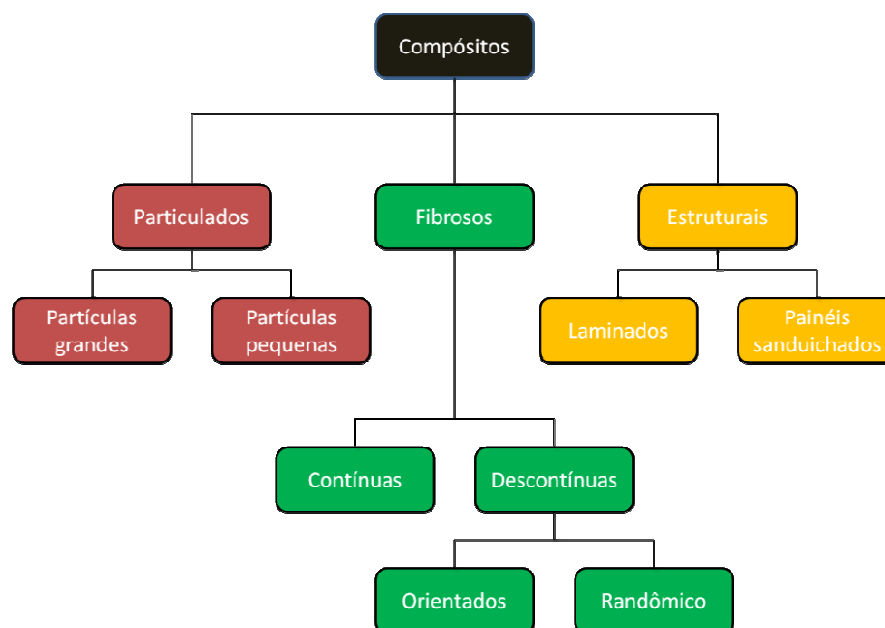 Compósitos
Particulados
Fibrosos
Estruturais
Partículas
grandes
Partículas
pequenas
Laminados
Painéis
sanduichados
Contínuas
Descontínuas
Orientados
Randômico